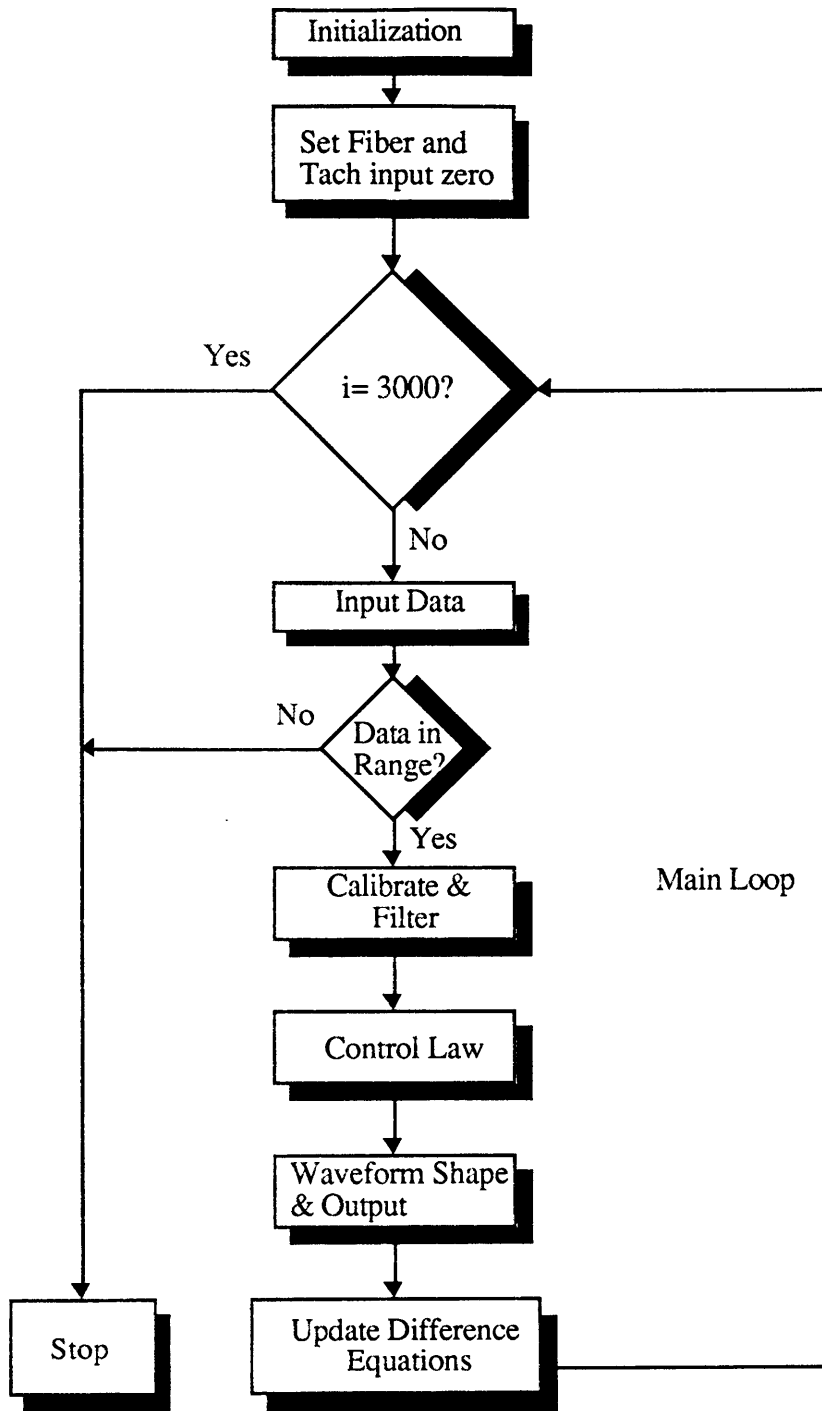 Initialization
Set Fiber and
Tach input zero
Yes
i= 3000?
No
Input Data
No
Data in
Range?
Yes
Calibrate &
Filter
Main Loop
Control Law
Waveform Shape
& Output
Update Difference
Equations
Stop